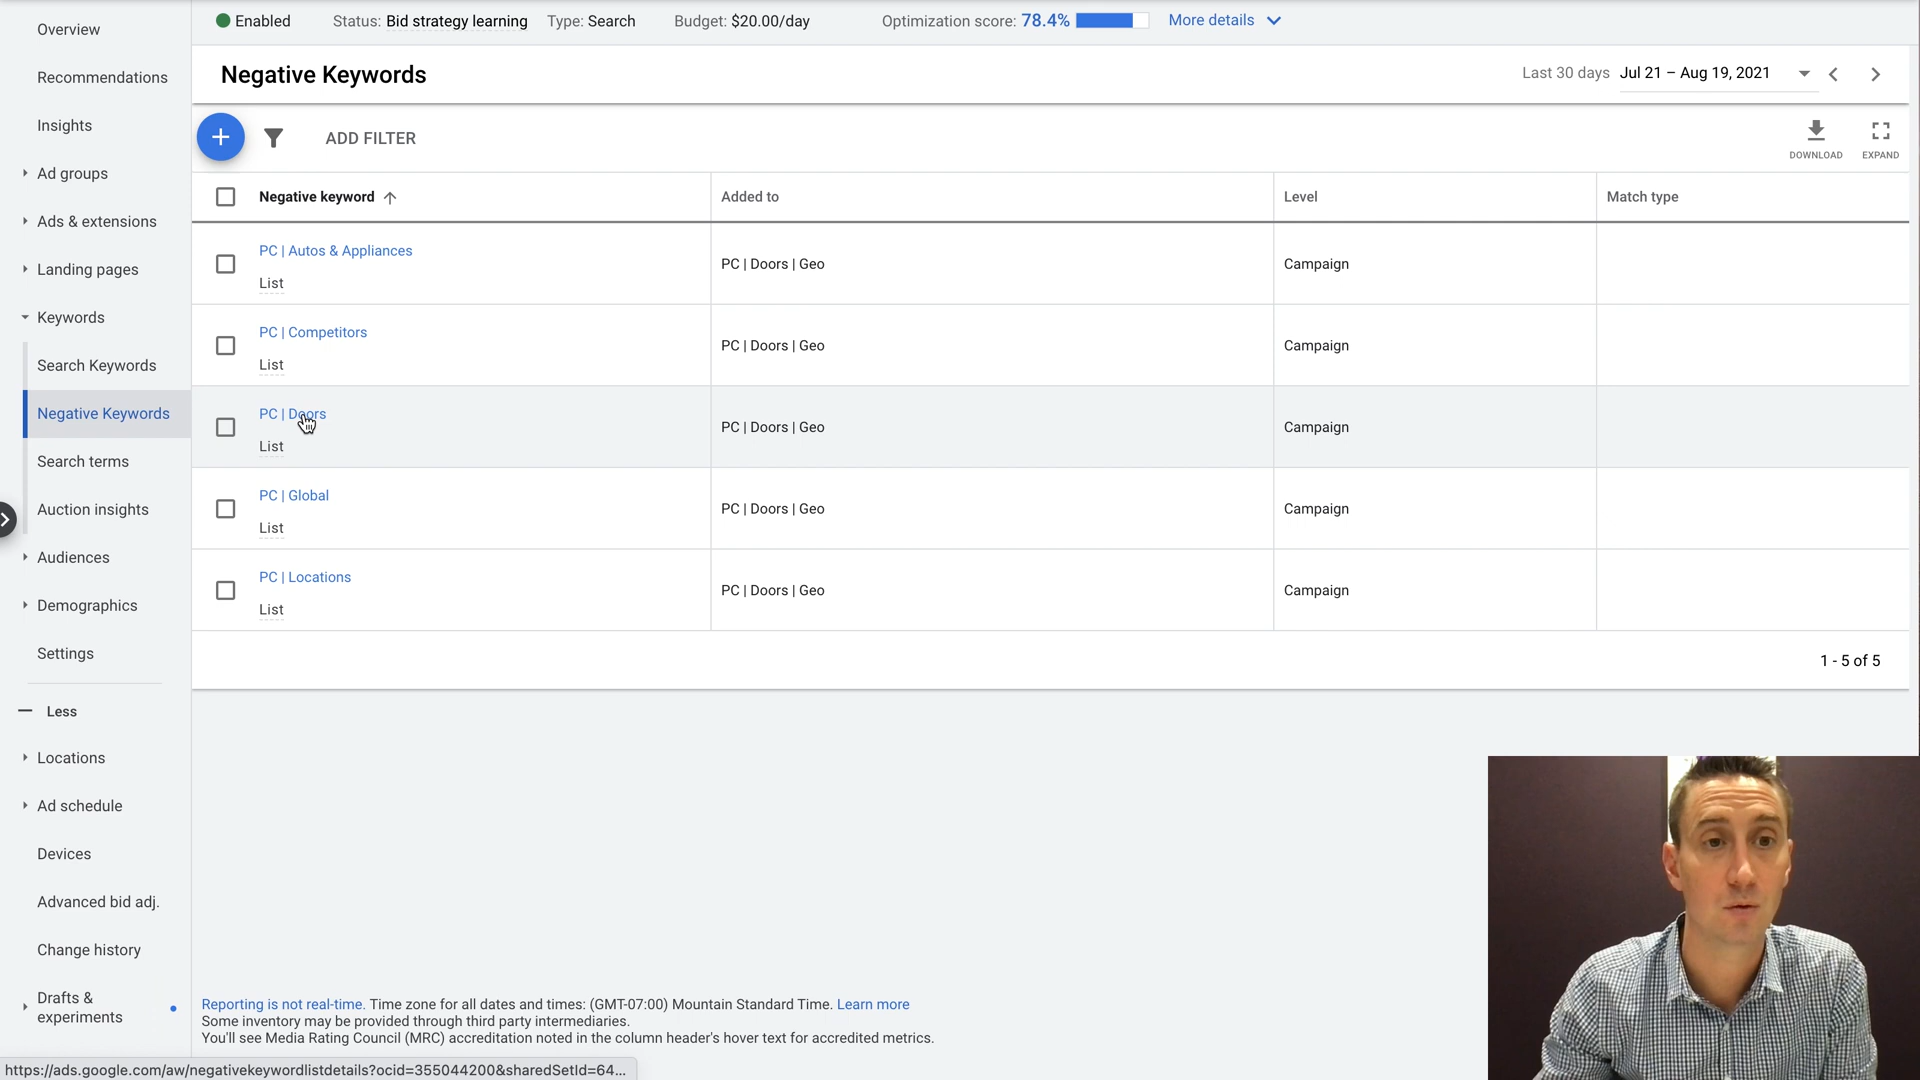 Overview
Recommendations
Insights
Ad groups
Ads & extensions
Landing pages
Keywords
Search Keywords
Negative Keywords
Search terms
Auction insights
Audiences
Demographics
Settings
Less
Locations
Ad schedule
Devices
Advanced bid adj.
Change history
Drafts &
experiments
Enabled Status: Bid strategy learning Type: Search Budget: $20.00/day Optimization score: 78.4% More details
Negative Keywords Last 30 days Jul 21 – Aug 19, 2021
ADD FILTER
DOWNLOAD EXPAND
Negative keyword Added to Level Match type
PC | Autos & Appliances
List
PC | Doors | Geo Campaign
PC | Competitors
List
PC | Doors | Geo Campaign
PC | Doors
List
PC | Doors | Geo Campaign
PC | Global
List
PC | Doors | Geo Campaign
PC | Locations
List
PC | Doors | Geo Campaign
1 - 5 of 5
Reporting is not real-time. Time zone for all dates and times: (GMT-07:00) Mountain Standard Time. Learn more
Some inventory may be provided through third party intermediaries.
You'll see Media Rating Council (MRC) accreditation noted in the column header's hover text for accredited metrics.
https://ads.google.com/aw/negativekeywordlistdetails?ocid=355044200&sharedSetId=64...